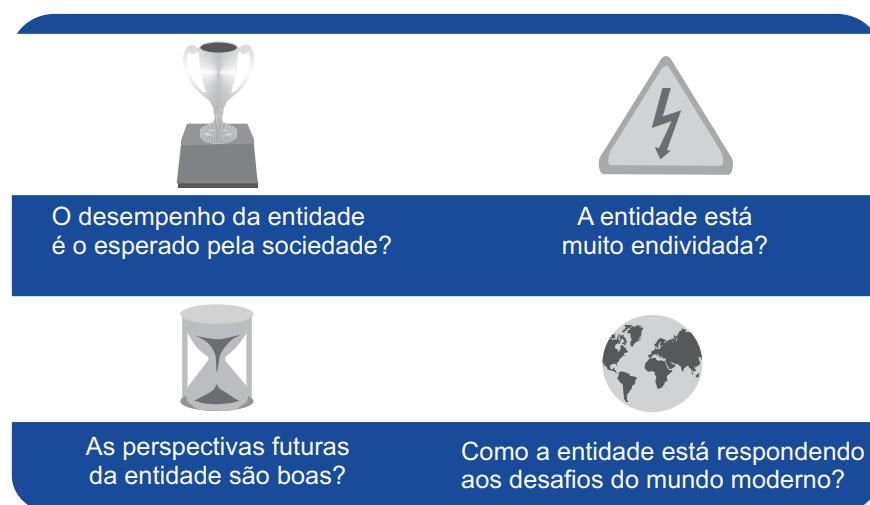 O desempenho da entidade
é o esperado pela sociedade?
A entidade está
muito endividada?
As perspectivas futuras
da entidade são boas?
Como a entidade está respondendo
aos desafios do mundo moderno?